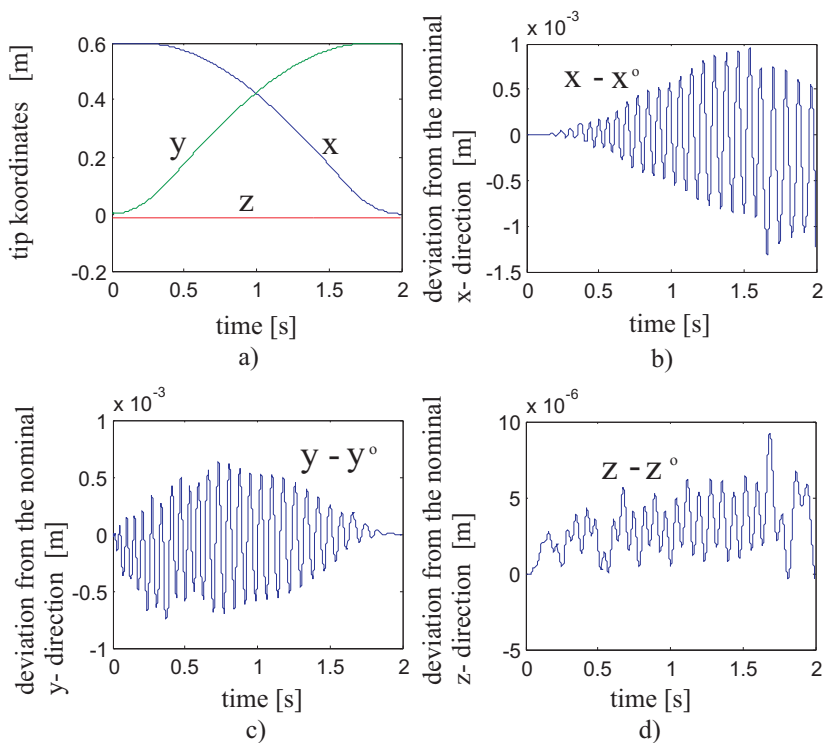 tip koordinates [m]
0.6
0.4
0.2
0
-0.2
y
x
z
0
0.5
1
1.5
2
time [s]
a)
deviation from the nominal
x- direction [m]
x 10⁻³
1
0.5
0
-0.5
-1
-1.5
x - x°
0
0.5
1
1.5
2
time [s]
b)
deviation from the nominal
y- direction [m]
x 10⁻³
1
0.5
0
-0.5
-1
y - y°
0
0.5
1
1.5
2
time [s]
c)
deviation from the nominal
z- direction [m]
x 10⁻⁶
10
5
0
-5
z - z°
0
0.5
1
1.5
2
time [s]
d)